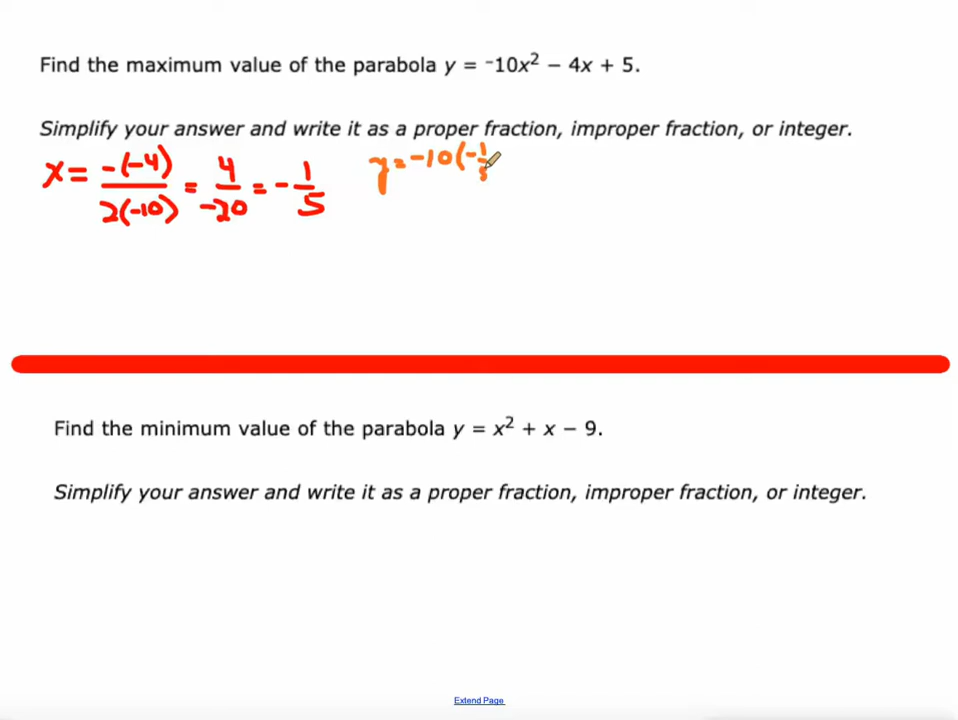 Find the maximum value of the parabola y = ⁻10x² − 4x + 5.
Simplify your answer and write it as a proper fraction, improper fraction, or integer.
x = -(-4)/2(-10) = 4/-20 = -1/5 y = -10(-1/5
Find the minimum value of the parabola y = x² + x − 9.
Simplify your answer and write it as a proper fraction, improper fraction, or integer.
Extend Page